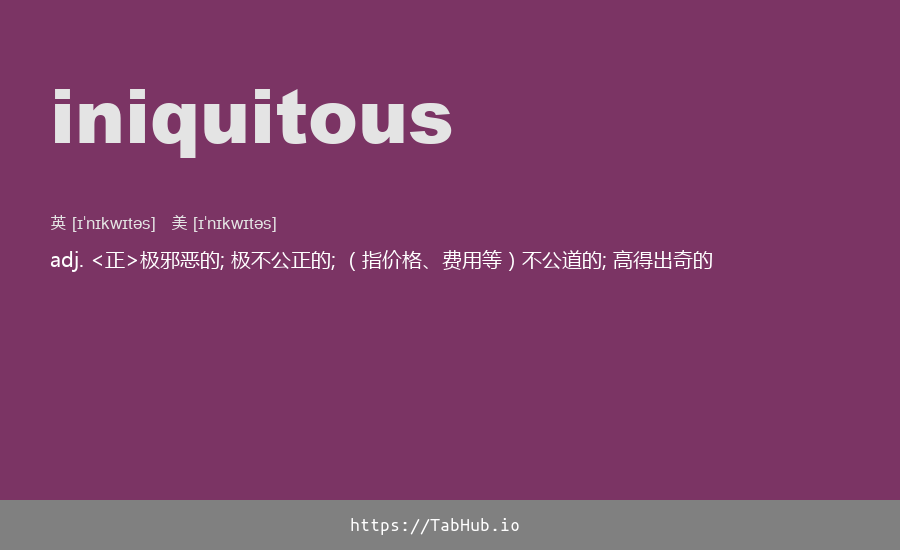 iniquitous
英 [ɪˈnɪkwɪtəs] 美 [ɪˈnɪkwɪtəs]
adj. <正>极邪恶的; 极不公正的; （指价格、费用等）不公道的; 高得出奇的
https://TabHub.io